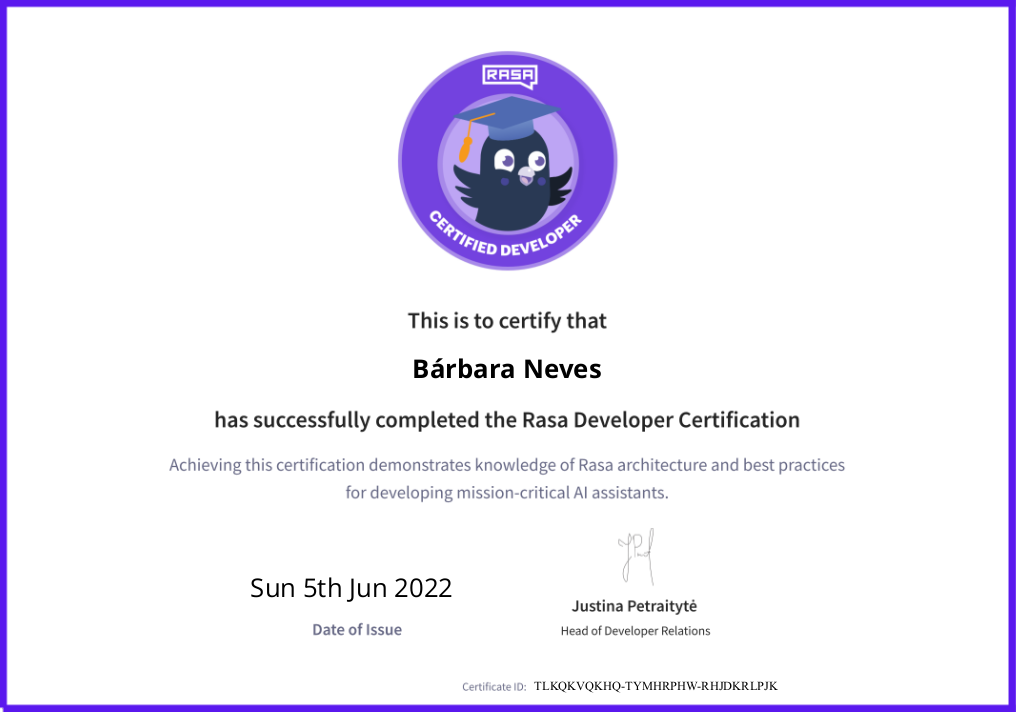 RASA
CERTIFIED DEVELOPER
This is to certify that
Bárbara Neves
has successfully completed the Rasa Developer Certification
Achieving this certification demonstrates knowledge of Rasa architecture and best practices
for developing mission-critical AI assistants.
Sun 5th Jun 2022
Date of Issue
Justina Petraitytė
Head of Developer Relations
Certificate ID: TLKQKVQKHQ-TYMHRPHW-RHJDKRLPJK